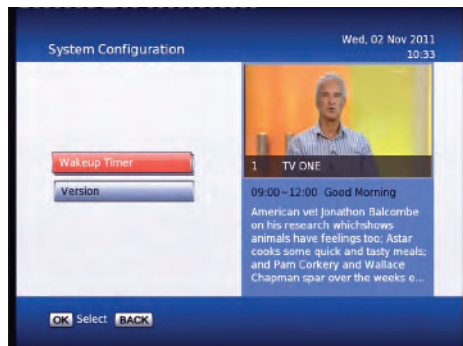 System Configuration
Wed, 02 Nov 2011
10:33
Wakeup Timer
Version
1 TV ONE
09:00~12:00 Good Morning
American vet Jonathon Balcombe
on his research whichshows
animals have feelings too; Astar
cooks some quick and tasty meals;
and Pam Corkery and Wallace
Chapman spar over the weeks e...
OK Select BACK